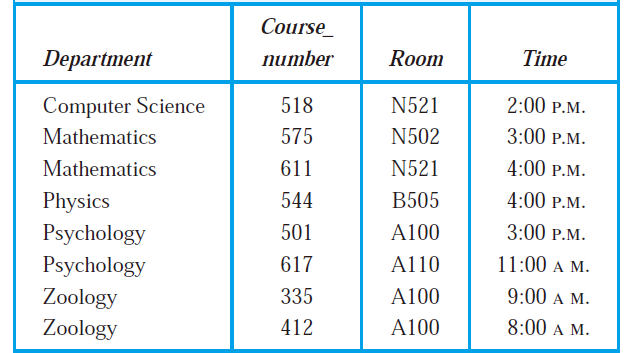 Course_
Department number Room Time
Computer Science 518 N521 2:00 P.M.
Mathematics 575 N502 3:00 P.M.
Mathematics 611 N521 4:00 P.M.
Physics 544 B505 4:00 P.M.
Psychology 501 A100 3:00 P.M.
Psychology 617 A110 11:00 A M.
Zoology 335 A100 9:00 A M.
Zoology 412 A100 8:00 A M.